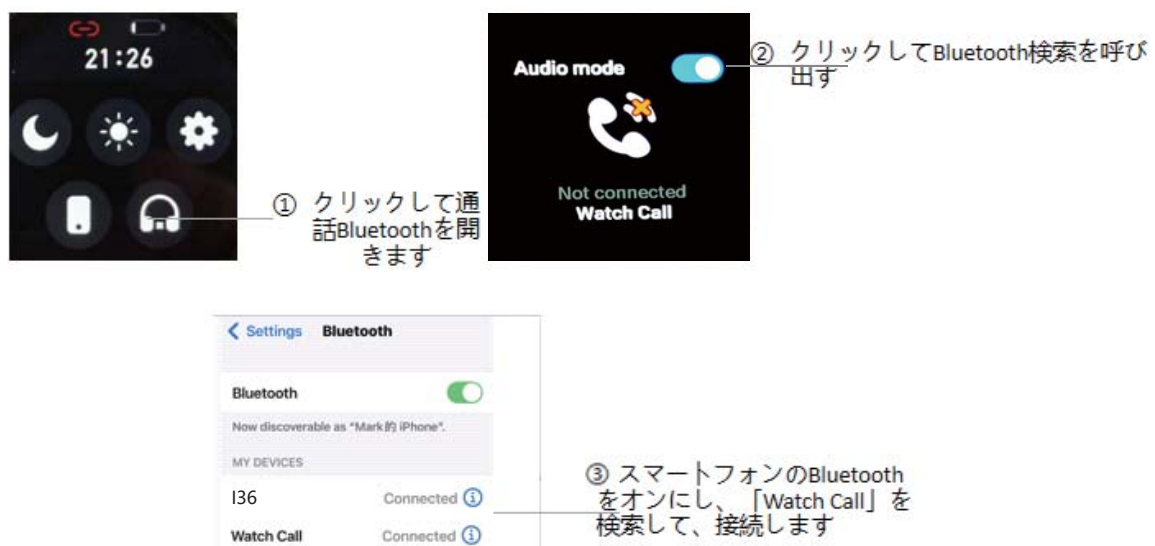 21:26
① クリックして通
話Bluetoothを開
きます
Audio mode
Not connected
Watch Call
② クリックしてBluetooth検索を呼び
出す
Settings Bluetooth
Bluetooth
Now discoverable as "Mark的 iPhone".
MY DEVICES
I36 Connected
Watch Call Connected
③ スマートフォンのBluetooth
をオンにし、「Watch Call」を
検索して、接続します